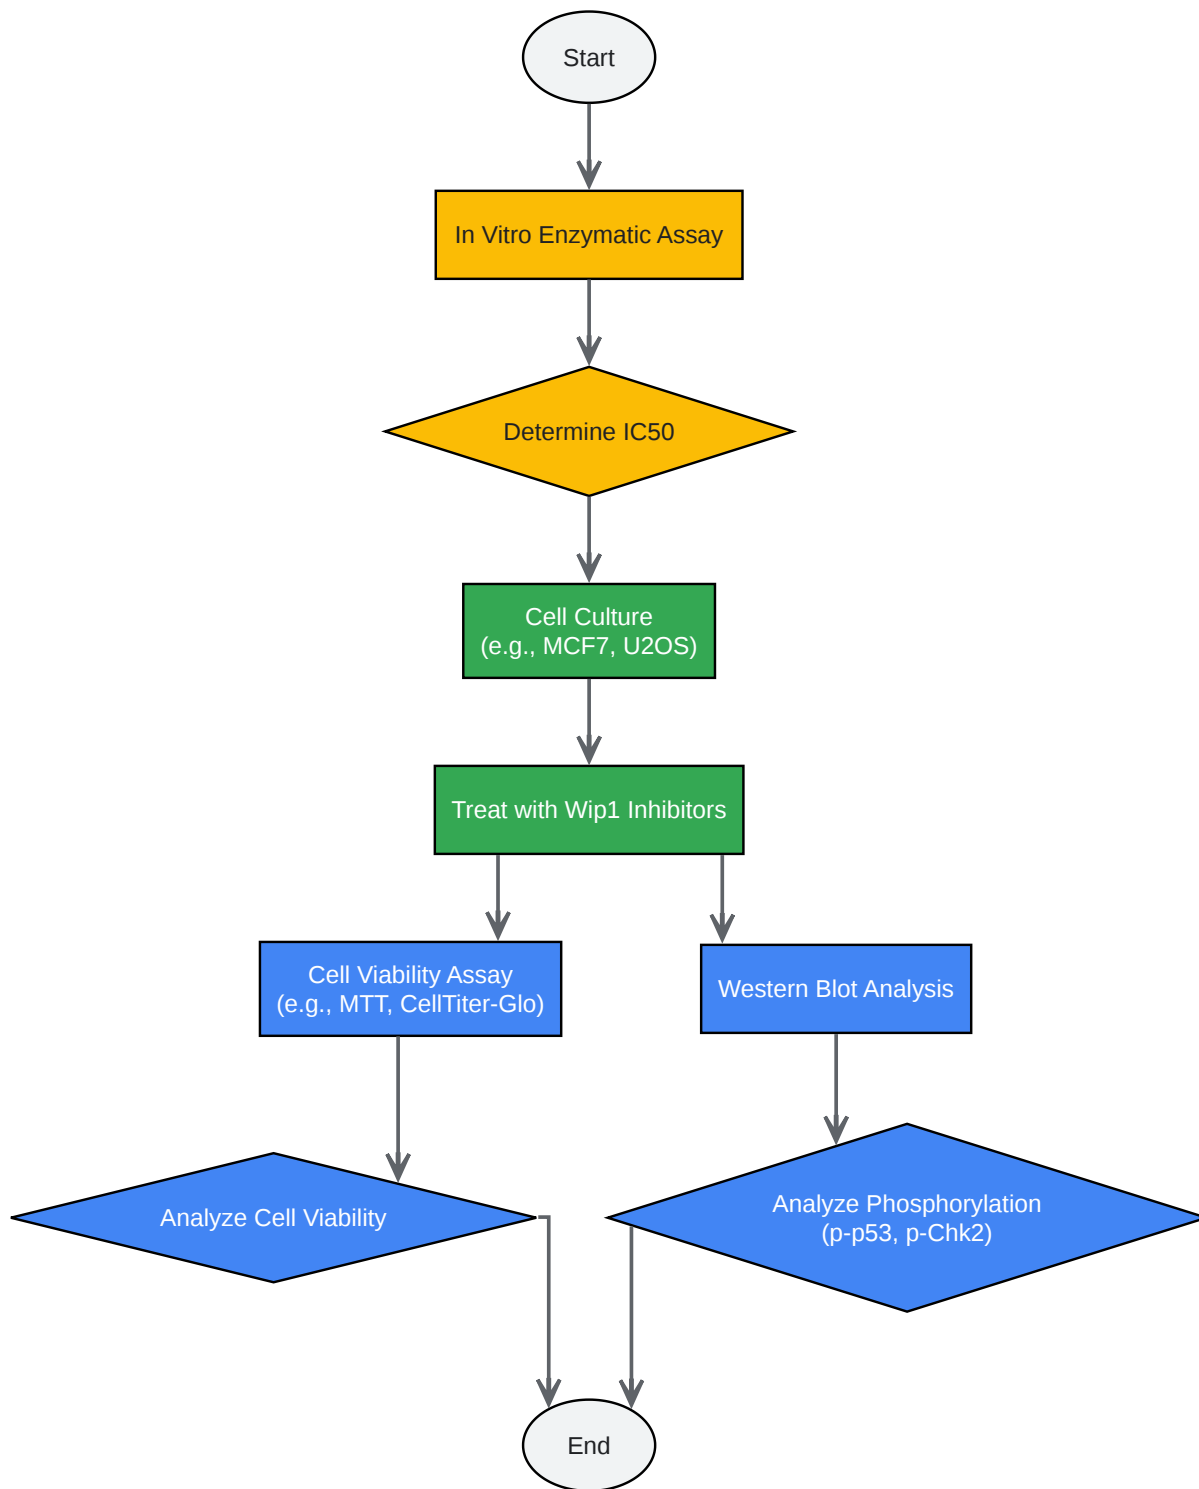 Start
In Vitro Enzymatic Assay
Determine IC50
Cell Culture
(e.g., MCF7, U2OS)
Treat with Wip1 Inhibitors
Cell Viability Assay
(e.g., MTT, CellTiter-Glo)
Western Blot Analysis
Analyze Cell Viability
Analyze Phosphorylation
(p-p53, p-Chk2)
End